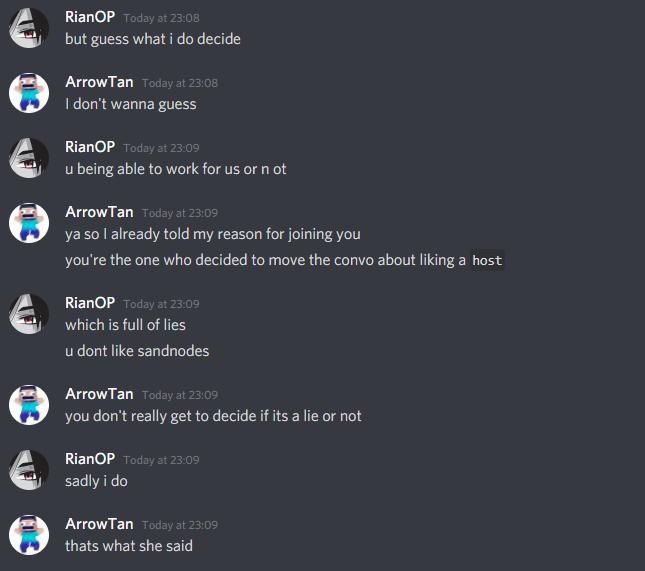 RianOP Today at 23:08
but guess what i do decide
ArrowTan Today at 23:08
I don't wanna guess
RianOP Today at 23:09
u being able to work for us or n ot
ArrowTan Today at 23:09
ya so I already told my reason for joining you
you're the one who decided to move the convo about liking a host
RianOP Today at 23:09
which is full of lies
u dont like sandnodes
ArrowTan Today at 23:09
you don't really get to decide if its a lie or not
RianOP Today at 23:09
sadly i do
ArrowTan Today at 23:09
thats what she said